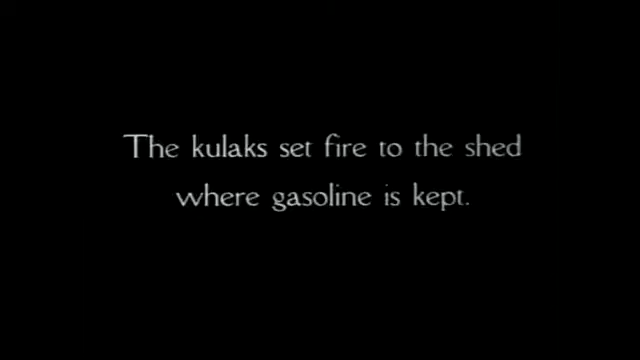 The kulaks set fire to the shed
where gasoline is kept.